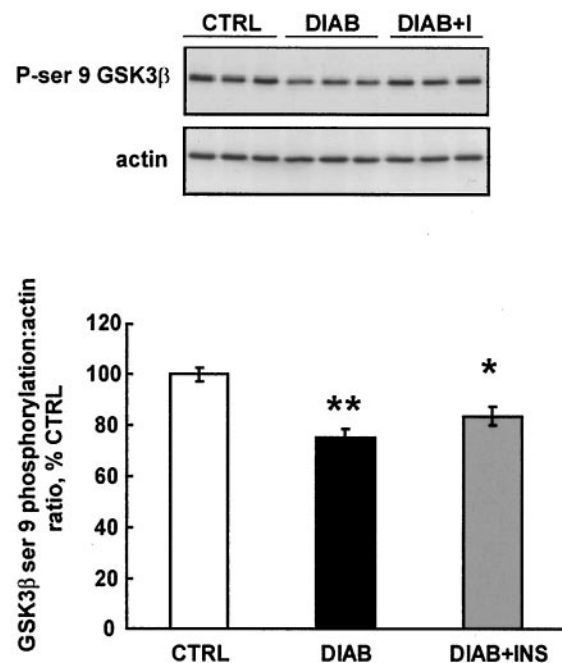 CTRL DIAB DIAB+I
P-ser 9 GSK3β
actin
GSK3β ser 9 phosphorylation:actin
ratio, % CTRL
120
100
80
60
40
20
0
**
*
CTRL DIAB DIAB+INS